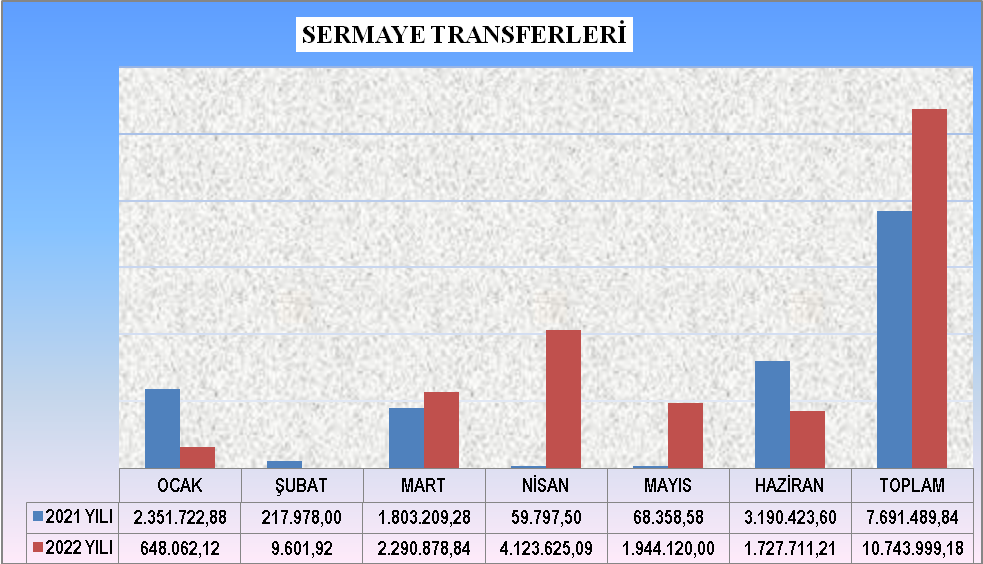 SERMAYE TRANSFERLERİ
OCAK ŞUBAT MART NİSAN MAYIS HAZİRAN TOPLAM
2021 YILI 2.351.722,88 217.978,00 1.803.209,28 59.797,50 68.358,58 3.190.423,60 7.691.489,84
2022 YILI 648.062,12 9.601,92 2.290.878,84 4.123.625,09 1.944.120,00 1.727.711,21 10.743.999,18